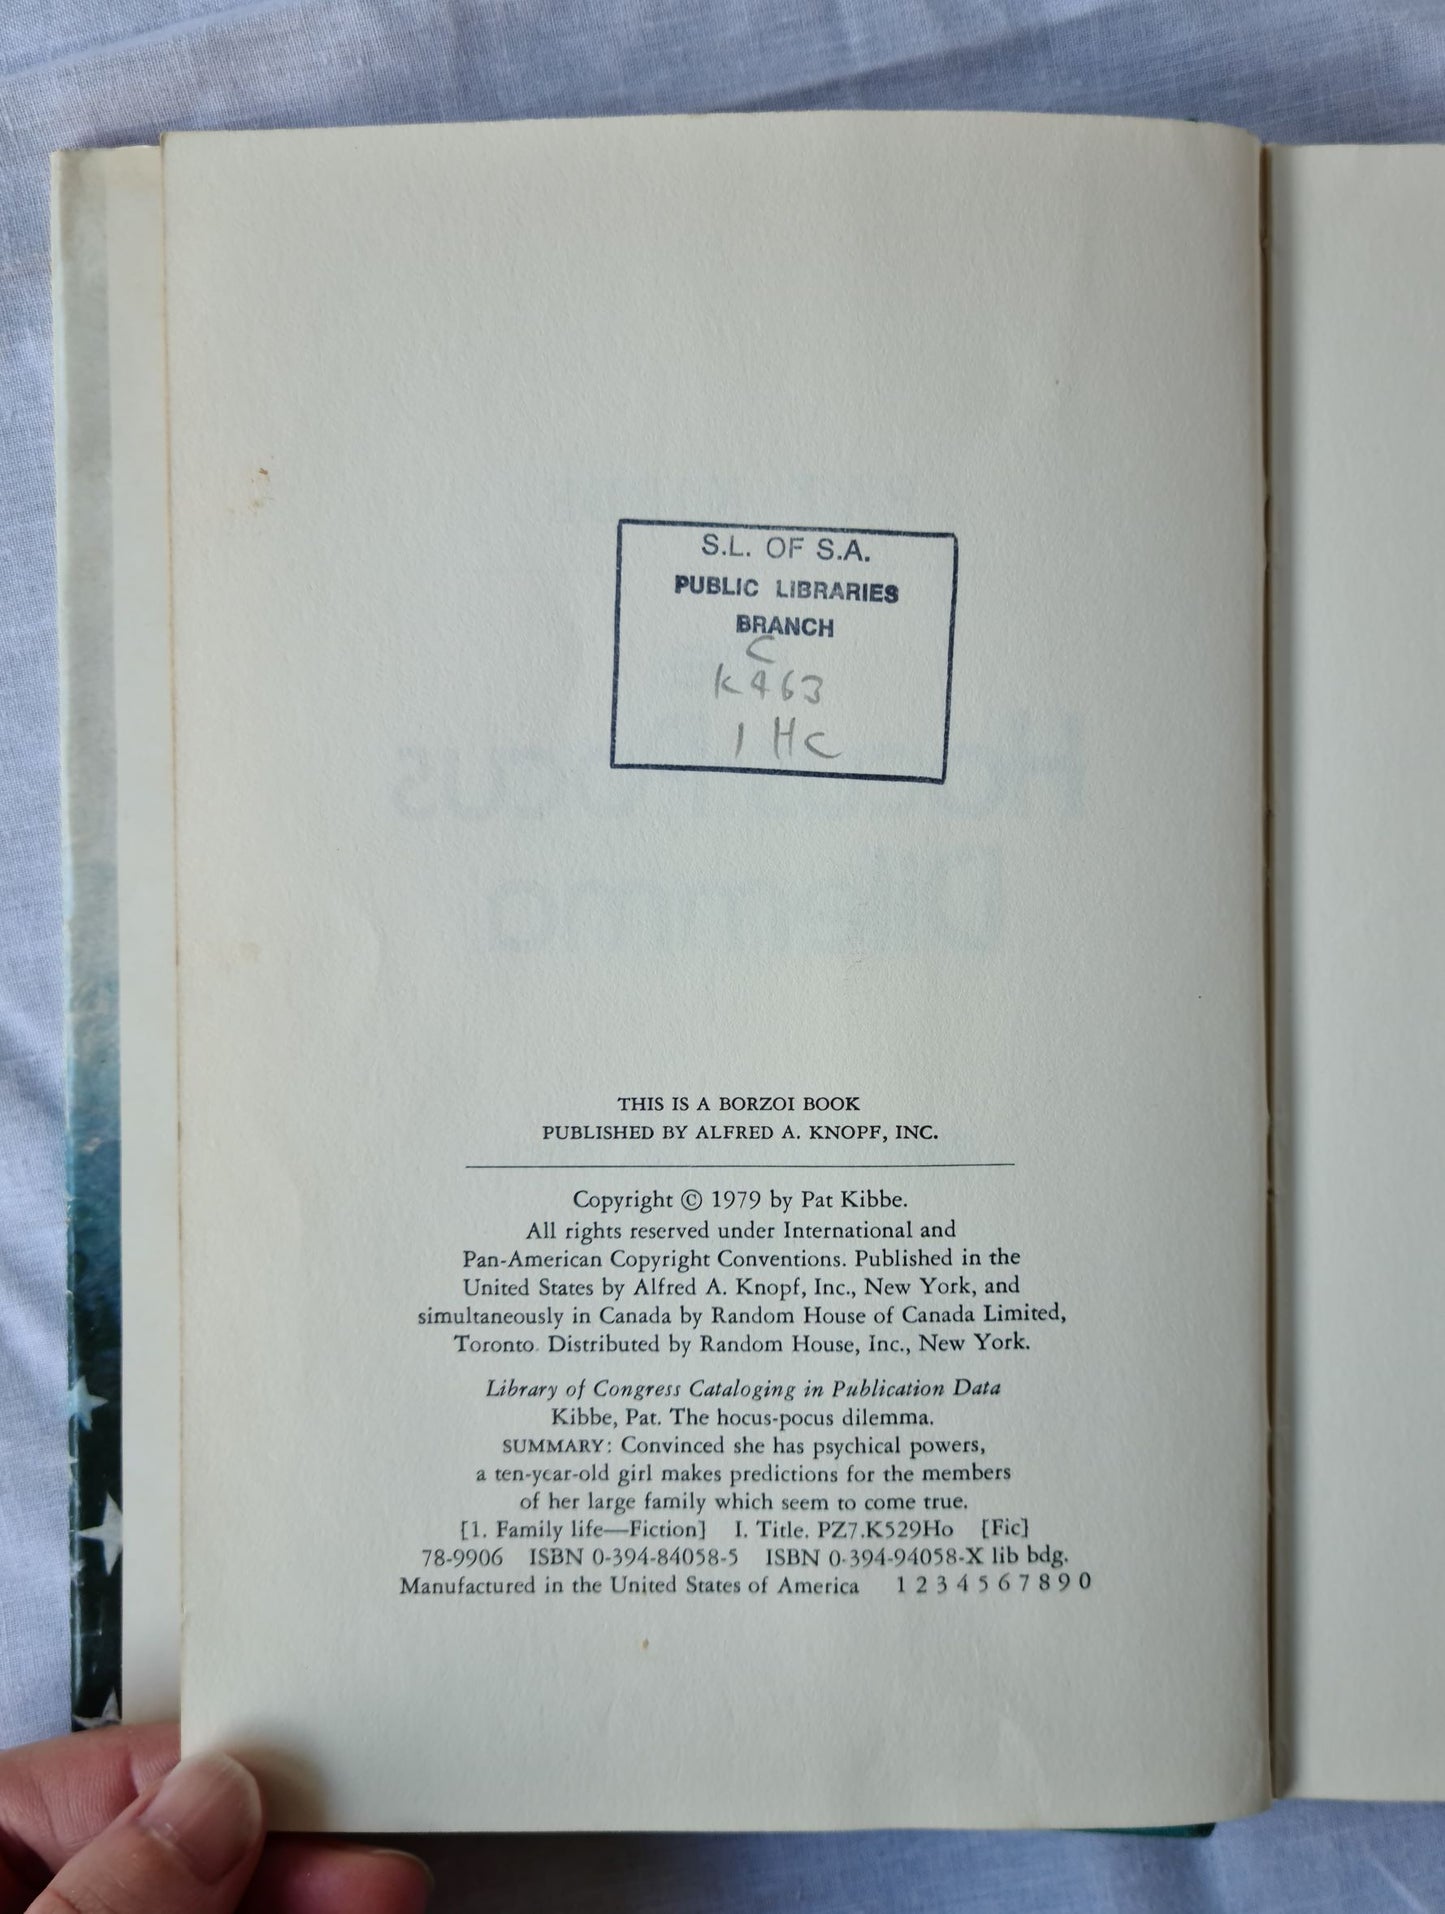 S.L. OF S.A.
PUBLIC LIBRARIES
BRANCH
C
K463
1 HC
THIS IS A BORZOI BOOK
PUBLISHED BY ALFRED A. KNOPF, INC.
Copyright © 1979 by Pat Kibbe.
All rights reserved under International and
Pan-American Copyright Conventions. Published in the
United States by Alfred A. Knopf, Inc., New York, and
simultaneously in Canada by Random House of Canada Limited,
Toronto. Distributed by Random House, Inc., New York.
Library of Congress Cataloging in Publication Data
Kibbe, Pat. The hocus-pocus dilemma.
SUMMARY: Convinced she has psychical powers,
a ten-year-old girl makes predictions for the members
of her large family which seem to come true.
[1. Family life—Fiction] I. Title. PZ7.K529Ho [Fic]
78-9906 ISBN 0-394-84058-5 ISBN 0-394-94058-X lib bdg.
Manufactured in the United States of America 1 2 3 4 5 6 7 8 9 0